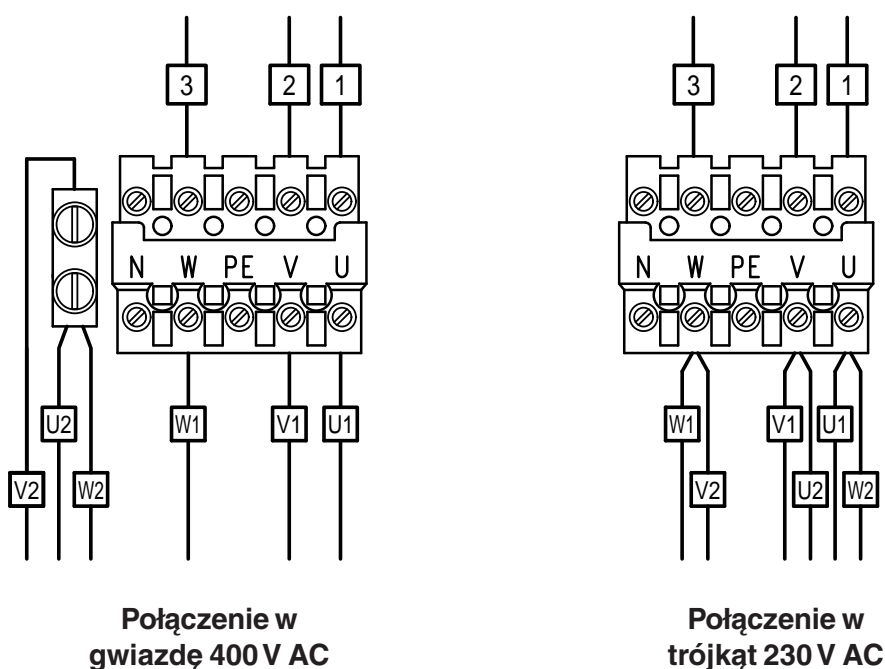 3 2 1
N W PE V U
U2 W1 V1 U1
V2 W2
Połączenie w
gwiazdę 400 V AC
3 2 1
N W PE V U
W1 V1 U1
V2 U2 W2
Połączenie w
trójkąt 230 V AC